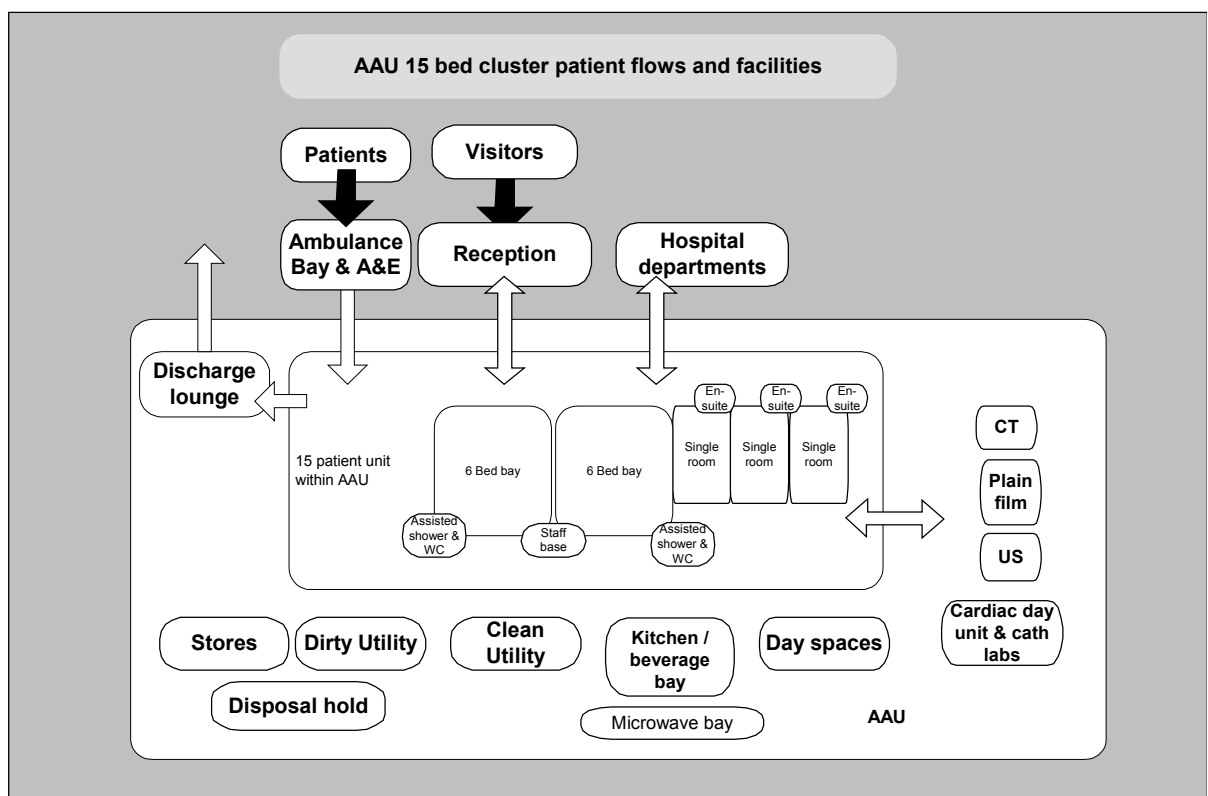 AAU 15 bed cluster patient flows and facilities
Patients
Visitors
Ambulance
Bay & A&E
Reception
Hospital
departments
Discharge
lounge
15 patient unit
within AAU
6 Bed bay
6 Bed bay
En-
suite
En-
suite
En-
suite
Single
room
Single
room
Single
room
Assisted
shower &
WC
Staff
base
Assisted
shower &
WC
CT
Plain
film
US
Cardiac day
unit & cath
labs
Stores
Dirty Utility
Clean
Utility
Kitchen /
beverage
bay
Day spaces
Disposal hold
Microwave bay
AAU